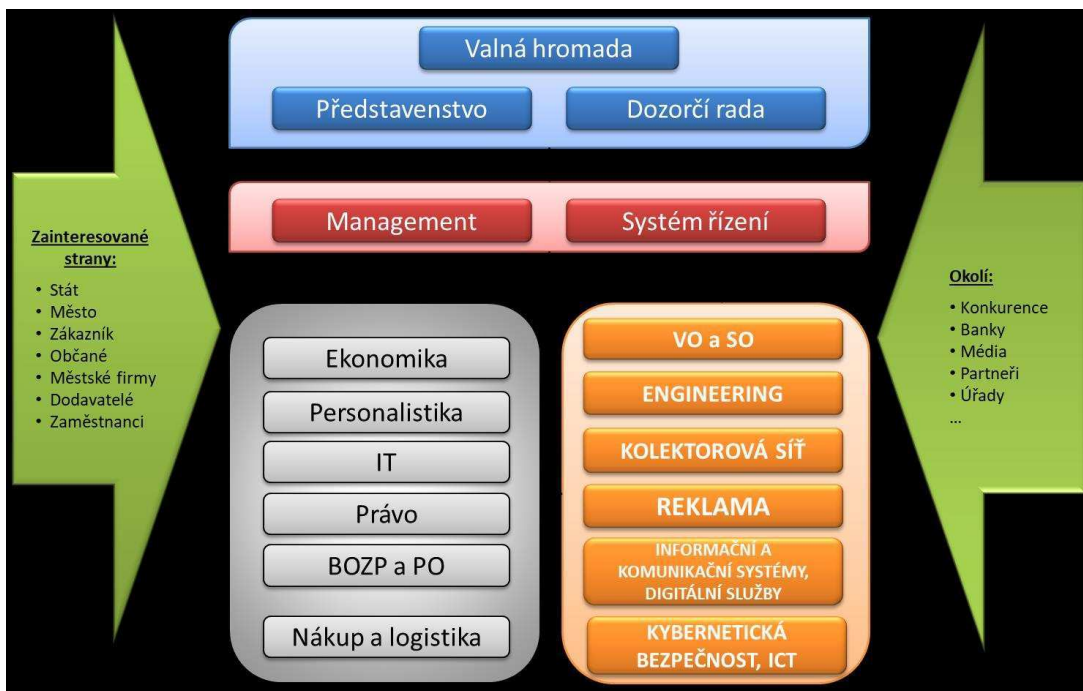 Valná hromada
Představenstvo
Dozorčí rada
Management
Systém řízení
Zainteresované
strany:
• Stát
• Město
• Zákazník
• Občané
• Městské firmy
• Dodavatelé
• Zaměstnanci
Ekonomika
Personalistika
IT
Právo
BOZP a PO
Nákup a logistika
VO a SO
ENGINEERING
KOLEKTOROVÁ SÍŤ
REKLAMA
INFORMAČNÍ A
KOMUNIKAČNÍ SYSTÉMY,
DIGITÁLNÍ SLUŽBY
KYBERNETICKÁ
BEZPEČNOST, ICT
Okolí:
• Konkurence
• Banky
• Média
• Partneři
• Úřady
...